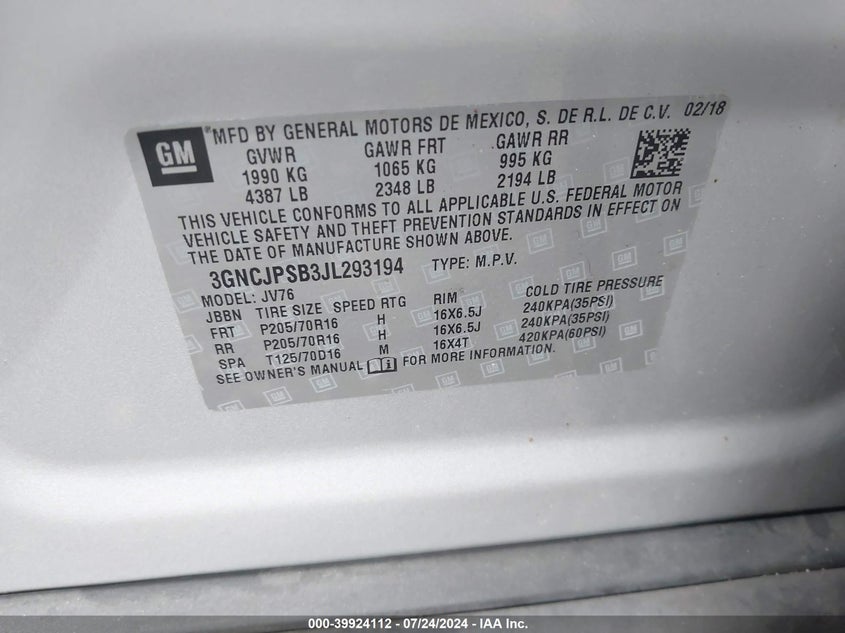 GM
®MFD BY GENERAL MOTORS DE MEXICO, S. DE R.L. DE C.V. 02/18
GVWR GAWR FRT GAWR RR
1990 KG 1065 KG 995 KG
4387 LB 2348 LB 2194 LB
THIS VEHICLE CONFORMS TO ALL APPLICABLE U.S. FEDERAL MOTOR
VEHICLE SAFETY AND THEFT PREVENTION STANDARDS IN EFFECT ON
THE DATE OF MANUFACTURE SHOWN ABOVE.
3GNCJPSB3JL293194 TYPE: M.P.V.
MODEL: JV76
JBBN TIRE SIZE SPEED RTG RIM COLD TIRE PRESSURE
FRT P205/70R16 H 16X6.5J 240KPA(35PSI)
RR P205/70R16 H 16X6.5J 240KPA(35PSI)
SPA T125/70D16 M 16X4T 420KPA(60PSI)
SEE OWNER'S MANUAL FOR MORE INFORMATION.
000-39924112 - 07/24/2024 - IAA Inc.